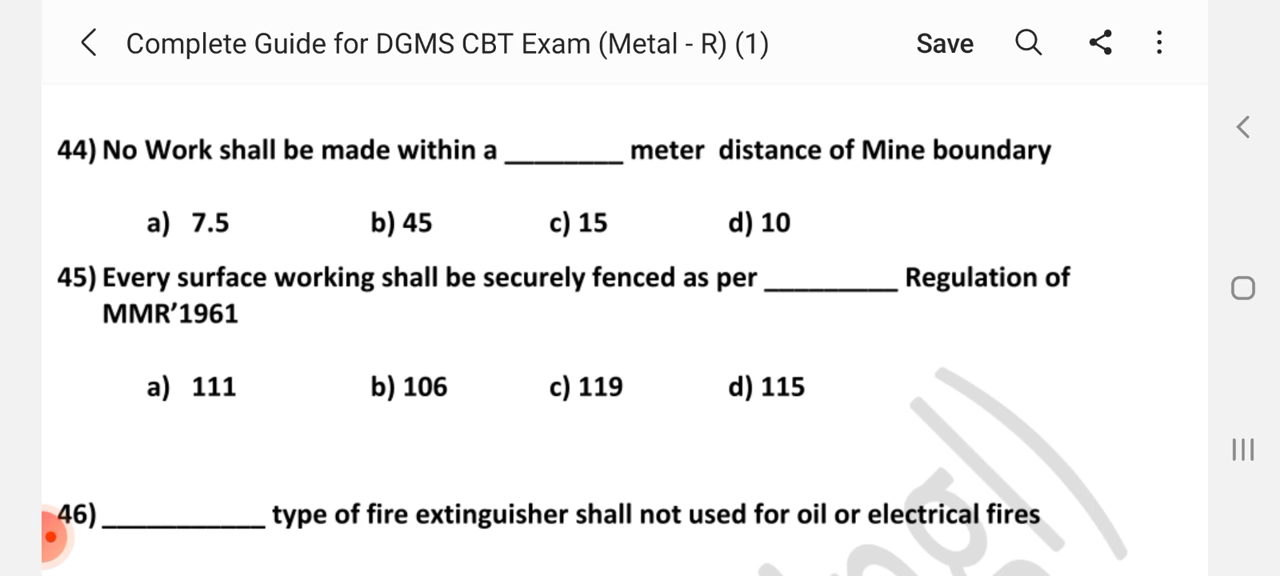 Complete Guide for DGMS CBT Exam (Metal - R) (1) Save
44) No Work shall be made within a ________ meter distance of Mine boundary
a) 7.5 b) 45 c) 15 d) 10
45) Every surface working shall be securely fenced as per _________ Regulation of
MMR’1961
a) 111 b) 106 c) 119 d) 115
46) ___________ type of fire extinguisher shall not used for oil or electrical fires